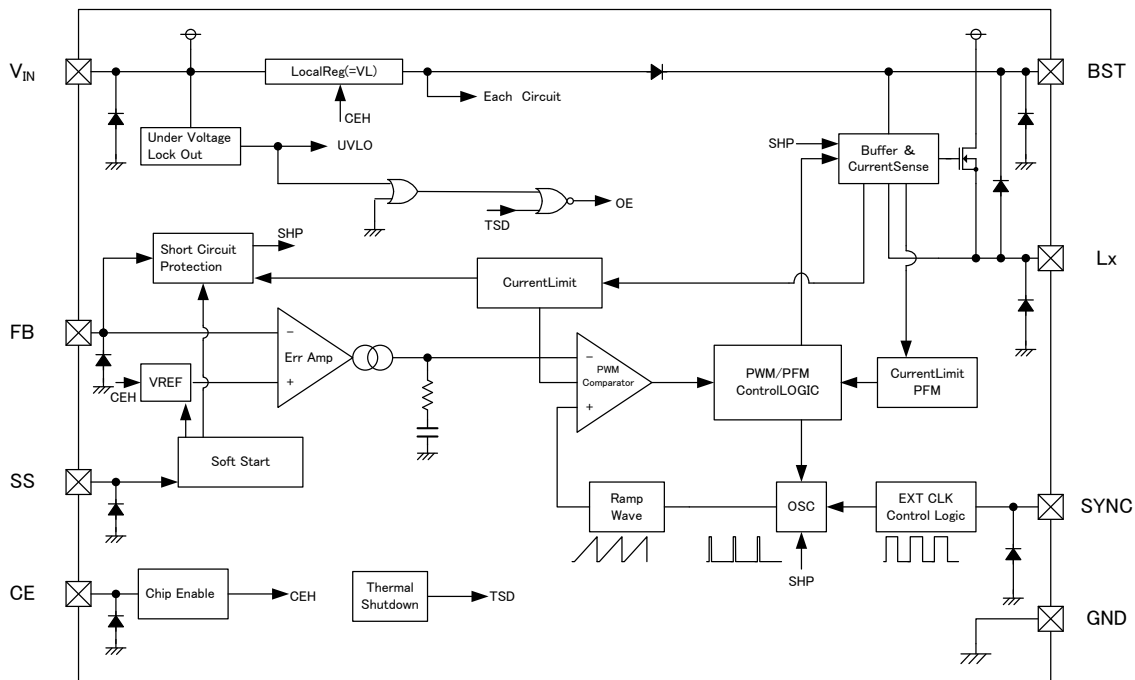 VIN
LocalReg(=VL)
BST
Each Circuit
CEH
Under Voltage
Lock Out
UVLO
SHP
Buffer &
CurrentSense
OE
TSD
SHP
Short Circuit
Protection
CurrentLimit
Lx
FB
−
Err Amp
+
−
PWM
Comparator
+
PWM/PFM
ControlLOGIC
CurrentLimit
PFM
VREF
CEH
Soft Start
SS
Ramp
Wave
OSC
EXT CLK
Control Logic
SYNC
SHP
CE
Chip Enable
CEH
Thermal
Shutdown
TSD
GND